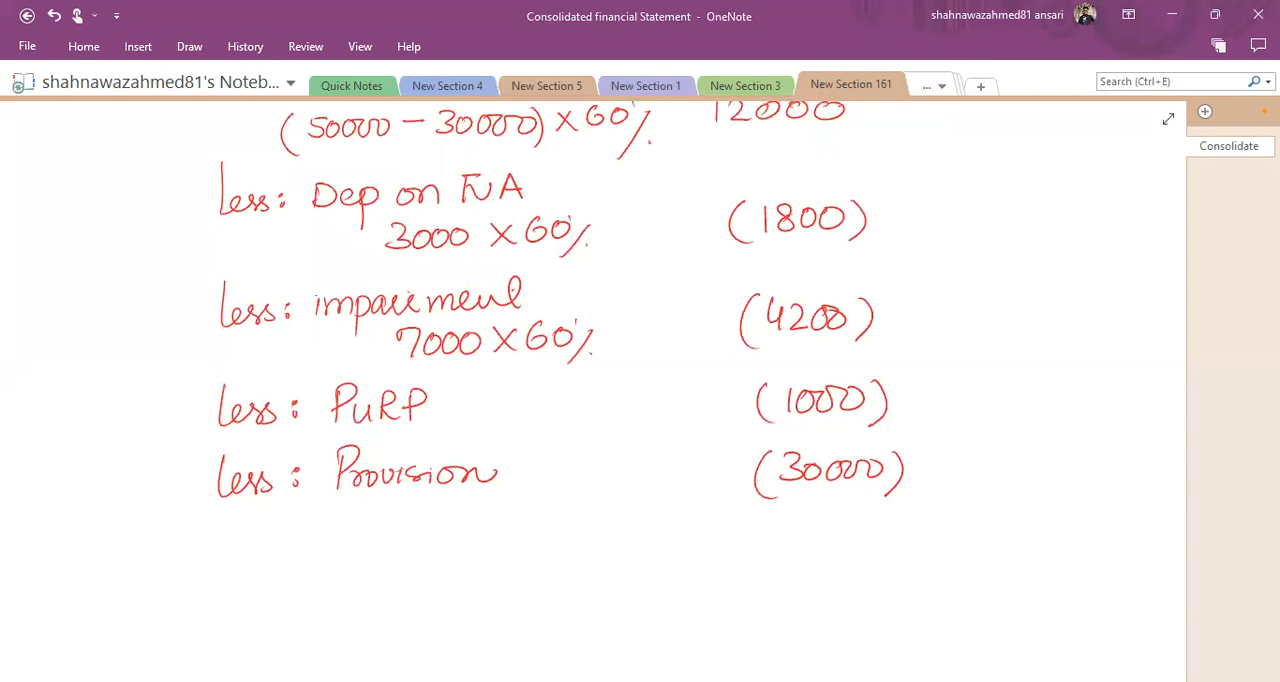 Consolidated financial Statement - OneNote
shahnawazahmed81 ansari
File Home Insert Draw History Review View Help
shahnawazahmed81's Noteb... Quick Notes New Section 4 New Section 5 New Section 1 New Section 3 New Section 161 ... +
Search (Ctrl+E)
Consolidate
(50000 - 30000) × 60% 12000
less: Dep on FVA
3000 × 60% (1800)
less: impairment
7000 × 60% (4200)
less: PURP (1000)
less: Provision (30000)